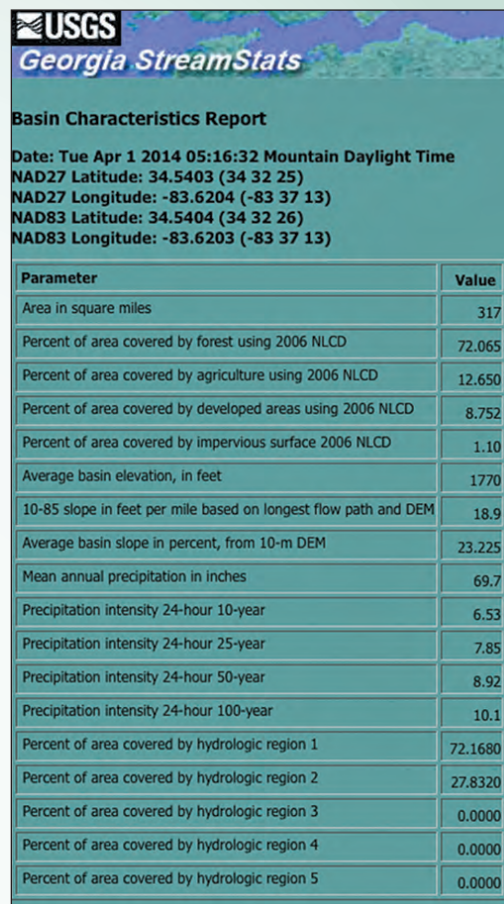 USGS
Georgia StreamStats
Basin Characteristics Report
Date: Tue Apr 1 2014 05:16:32 Mountain Daylight Time
NAD27 Latitude: 34.5403 (34 32 25)
NAD27 Longitude: -83.6204 (-83 37 13)
NAD83 Latitude: 34.5404 (34 32 26)
NAD83 Longitude: -83.6203 (-83 37 13)
Parameter Value
Area in square miles 317
Percent of area covered by forest using 2006 NLCD 72.065
Percent of area covered by agriculture using 2006 NLCD 12.650
Percent of area covered by developed areas using 2006 NLCD 8.752
Percent of area covered by impervious surface 2006 NLCD 1.10
Average basin elevation, in feet 1770
10-85 slope in feet per mile based on longest flow path and DEM 18.9
Average basin slope in percent, from 10-m DEM 23.225
Mean annual precipitation in inches 69.7
Precipitation intensity 24-hour 10-year 6.53
Precipitation intensity 24-hour 25-year 7.85
Precipitation intensity 24-hour 50-year 8.92
Precipitation intensity 24-hour 100-year 10.1
Percent of area covered by hydrologic region 1 72.1680
Percent of area covered by hydrologic region 2 27.8320
Percent of area covered by hydrologic region 3 0.0000
Percent of area covered by hydrologic region 4 0.0000
Percent of area covered by hydrologic region 5 0.0000